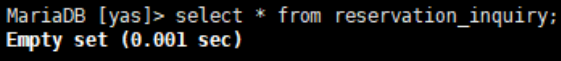 MariaDB [yas]> select * from reservation_inquiry;
Empty set (0.001 sec)